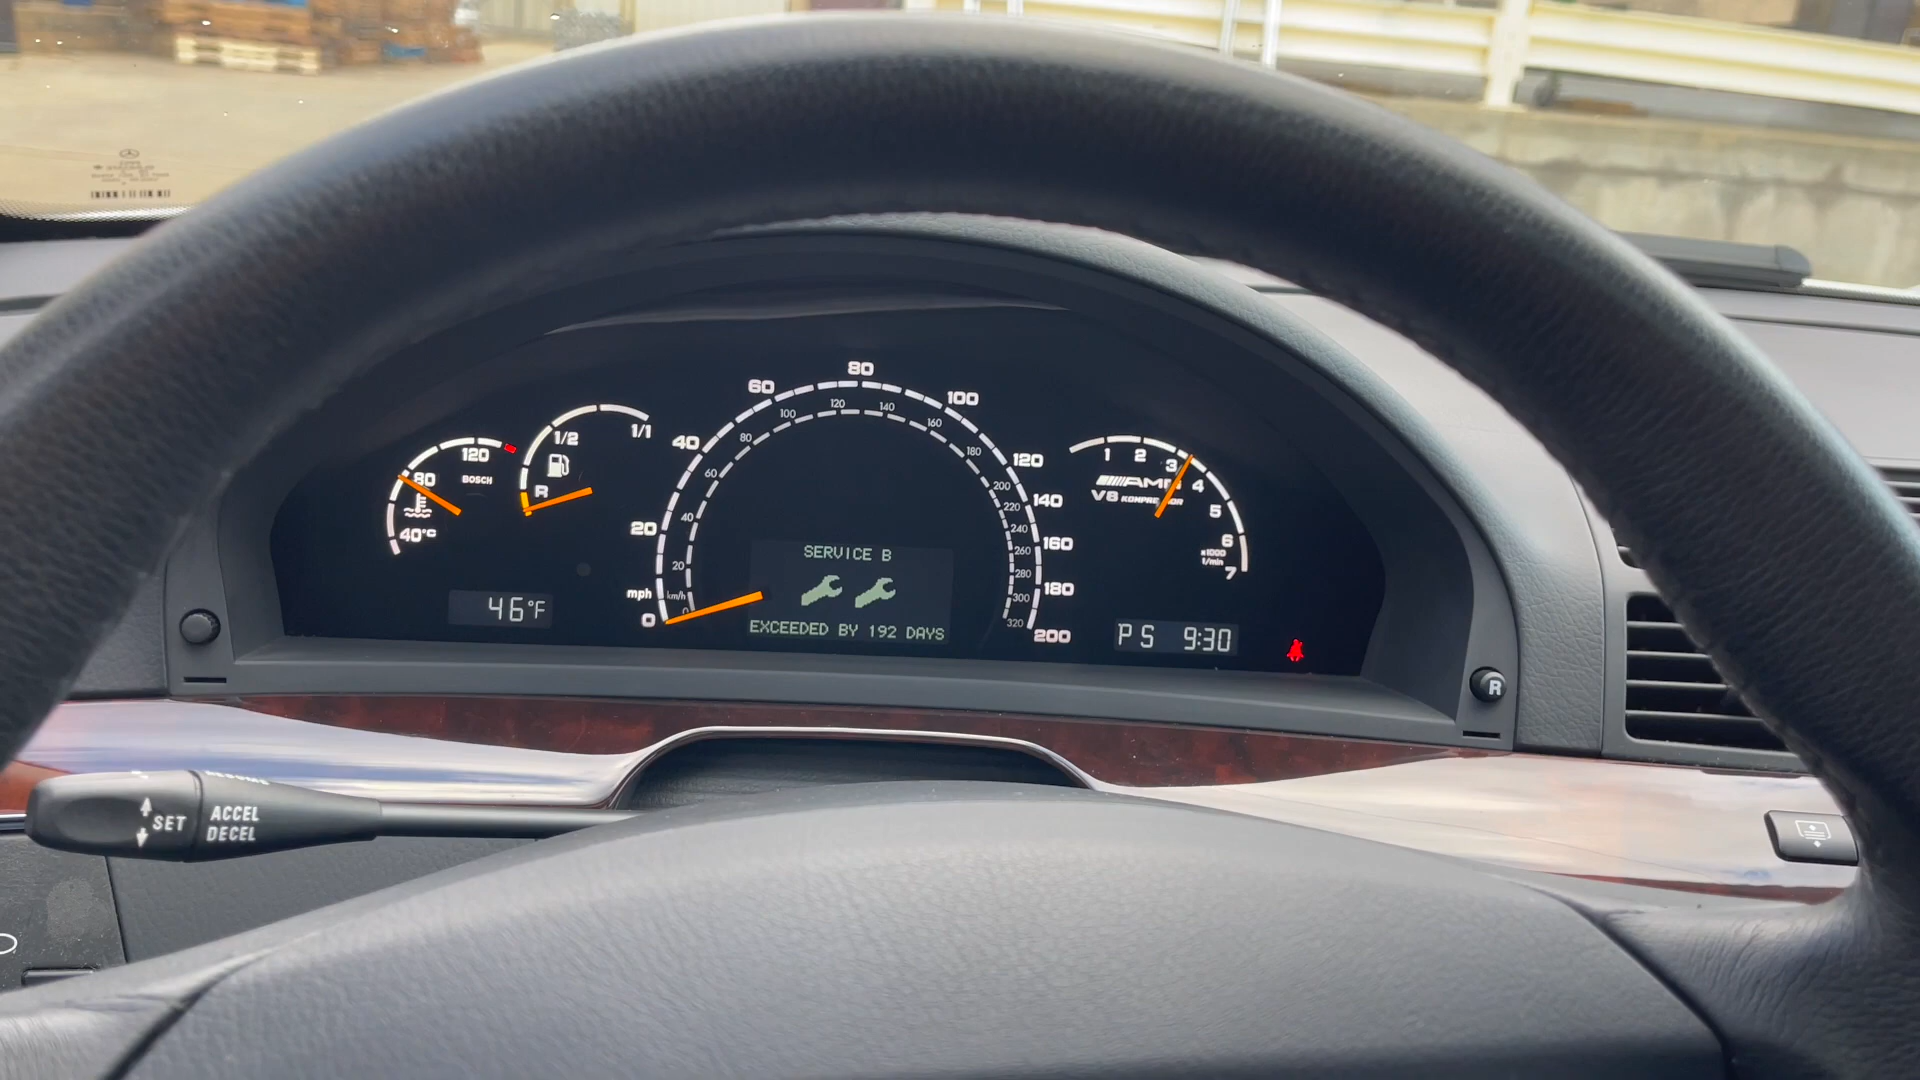 80
60
100
120
140
100
160
1/2
1/1
40
80
180
1
2
3
120
60
120
200
4
80
BOSCH
AMG
V8
R
140
220
5
20
40
240
40°C
160
260
6
x1000
1/min
20
280
7
SERVICE B
mph
km/h
180
300
46°F
0
0
EXCEEDED BY 192 DAYS
320
200
P S 9:30
R
SET
ACCEL
DECEL